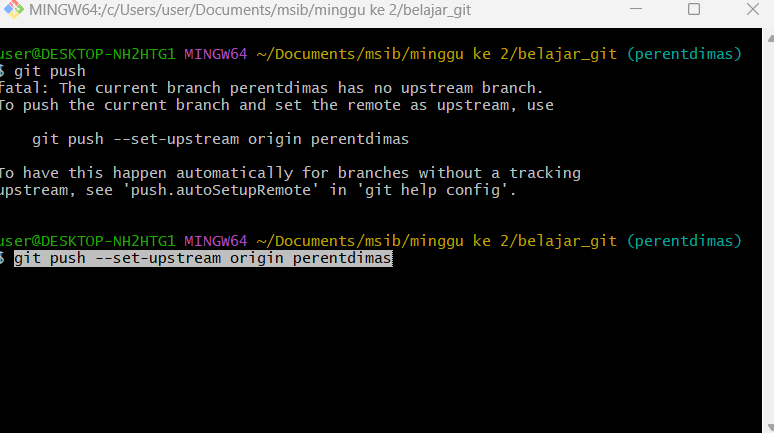 MINGW64:/c/Users/user/Documents/msib/minggu ke 2/belajar_git
user@DESKTOP-NH2HTG1 MINGW64 ~/Documents/msib/minggu ke 2/belajar_git (perentdimas)
$ git push
fatal: The current branch perentdimas has no upstream branch.
To push the current branch and set the remote as upstream, use
git push --set-upstream origin perentdimas
To have this happen automatically for branches without a tracking
upstream, see 'push.autoSetupRemote' in 'git help config'.
user@DESKTOP-NH2HTG1 MINGW64 ~/Documents/msib/minggu ke 2/belajar_git (perentdimas)
$ git push --set-upstream origin perentdimas